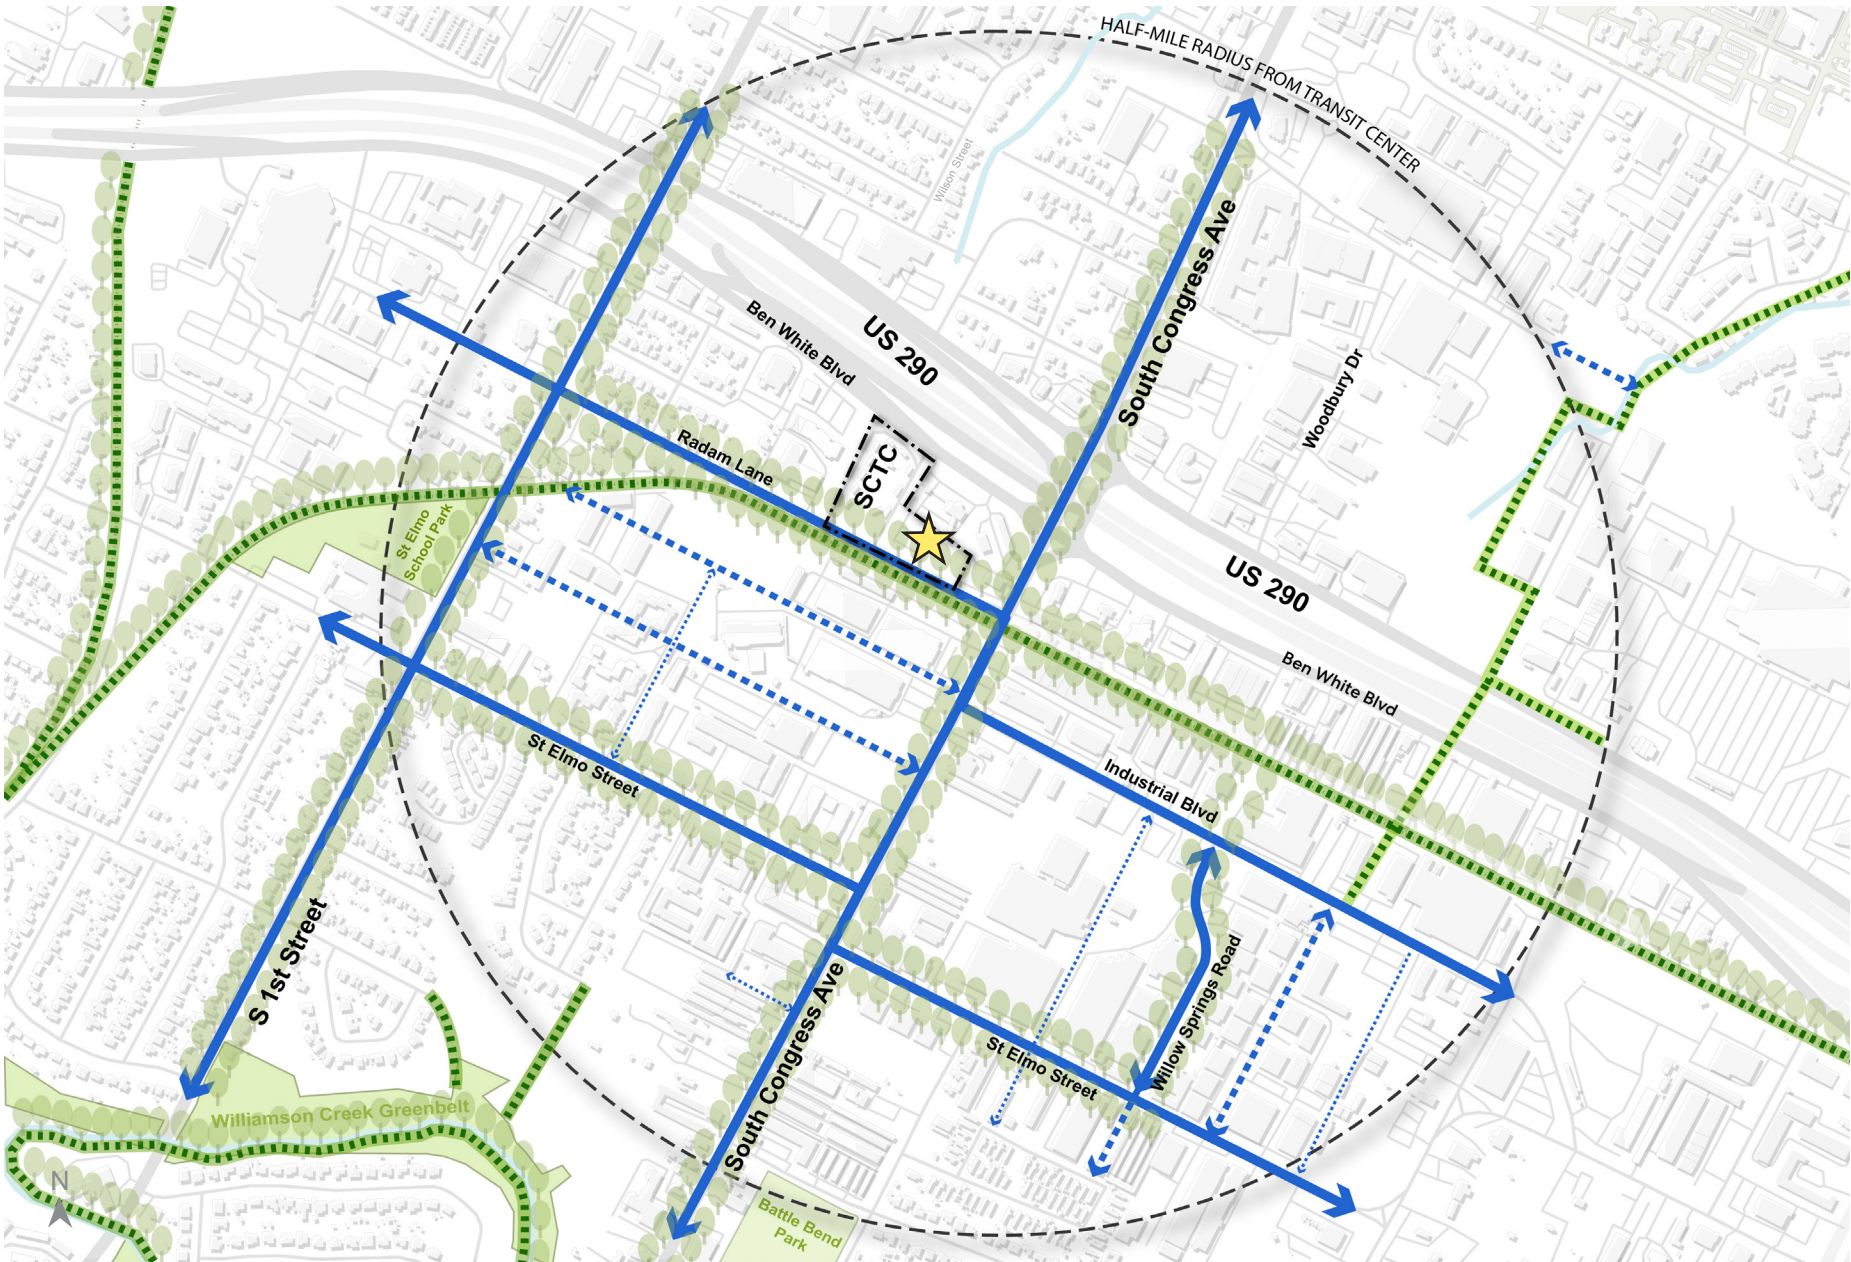 HALF-MILE RADIUS FROM TRANSIT CENTER
Wilson Street
South Congress Ave
Ben White Blvd
US 290
Woodbury Dr
Radam Lane
SCTC
St Elmo
School Park
US 290
Ben White Blvd
St Elmo Street
Industrial Blvd
S 1st Street
Willow Springs Road
South Congress Ave
St Elmo Street
Williamson Creek Greenbelt
N
Battle Bend
Park